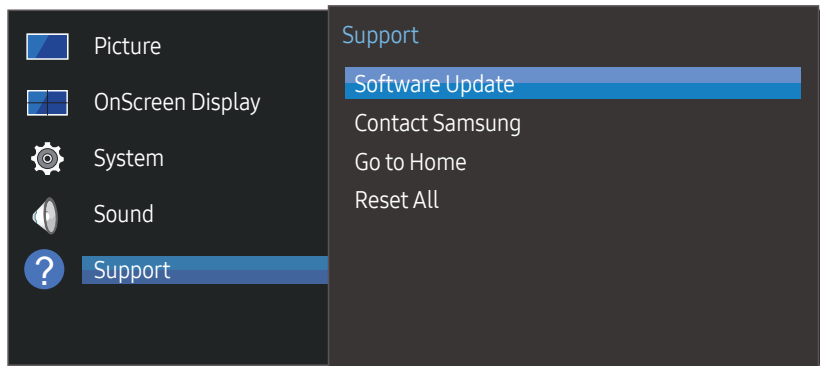 Picture
OnScreen Display
System
Sound
?
Support
Support
Software Update
Contact Samsung
Go to Home
Reset All